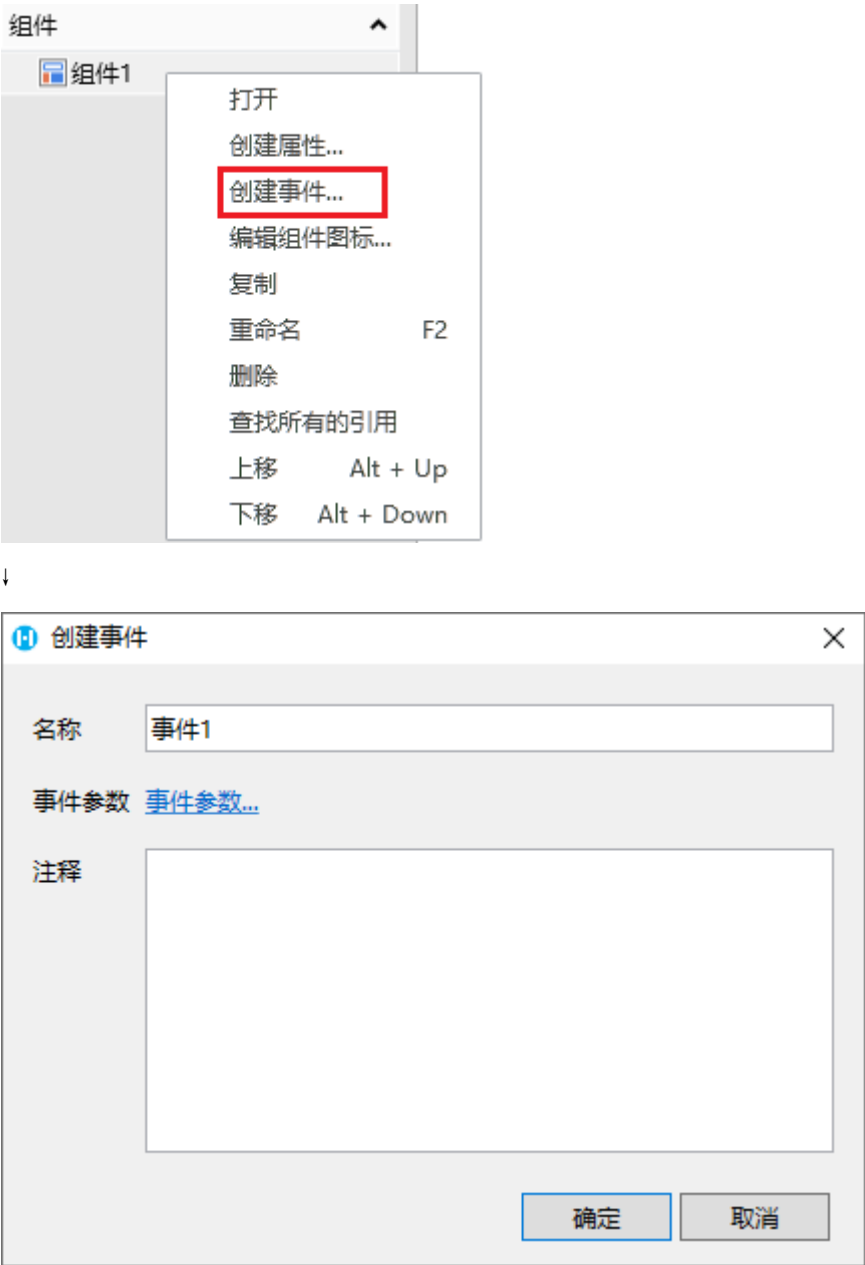 组件
组件1
打开
创建属性...
创建事件...
编辑组件图标...
复制
重命名 F2
删除
查找所有的引用
上移 Alt + Up
下移 Alt + Down
↓
创建事件
名称 事件1
事件参数 事件参数...
注释
确定 取消